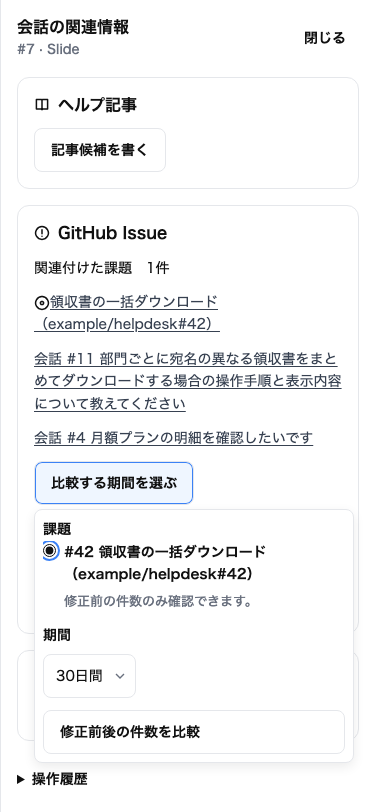 会話の関連情報
閉じる
#7 · Slide
ヘルプ記事
記事候補を書く
GitHub Issue
関連付けた課題　1件
領収書の一括ダウンロード
（example/helpdesk#42）
会話 #11 部門ごとに宛名の異なる領収書をまと
めてダウンロードする場合の操作手順と表示内容
について教えてください
会話 #4 月額プランの明細を確認したいです
比較する期間を選ぶ
課題
#42 領収書の一括ダウンロード
（example/helpdesk#42）
修正前の件数のみ確認できます。
期間
30日間
修正前後の件数を比較
操作履歴